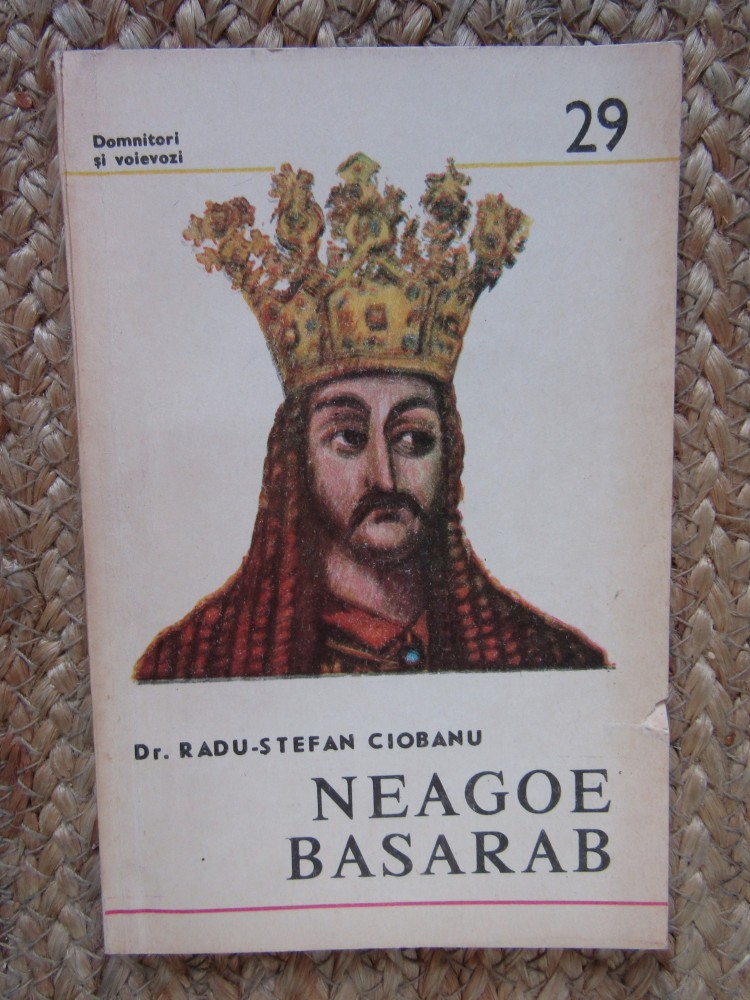 Domnitori
și voievozi
29
Dr. RADU-ȘTEFAN CIOBANU
NEAGOE
BASARAB